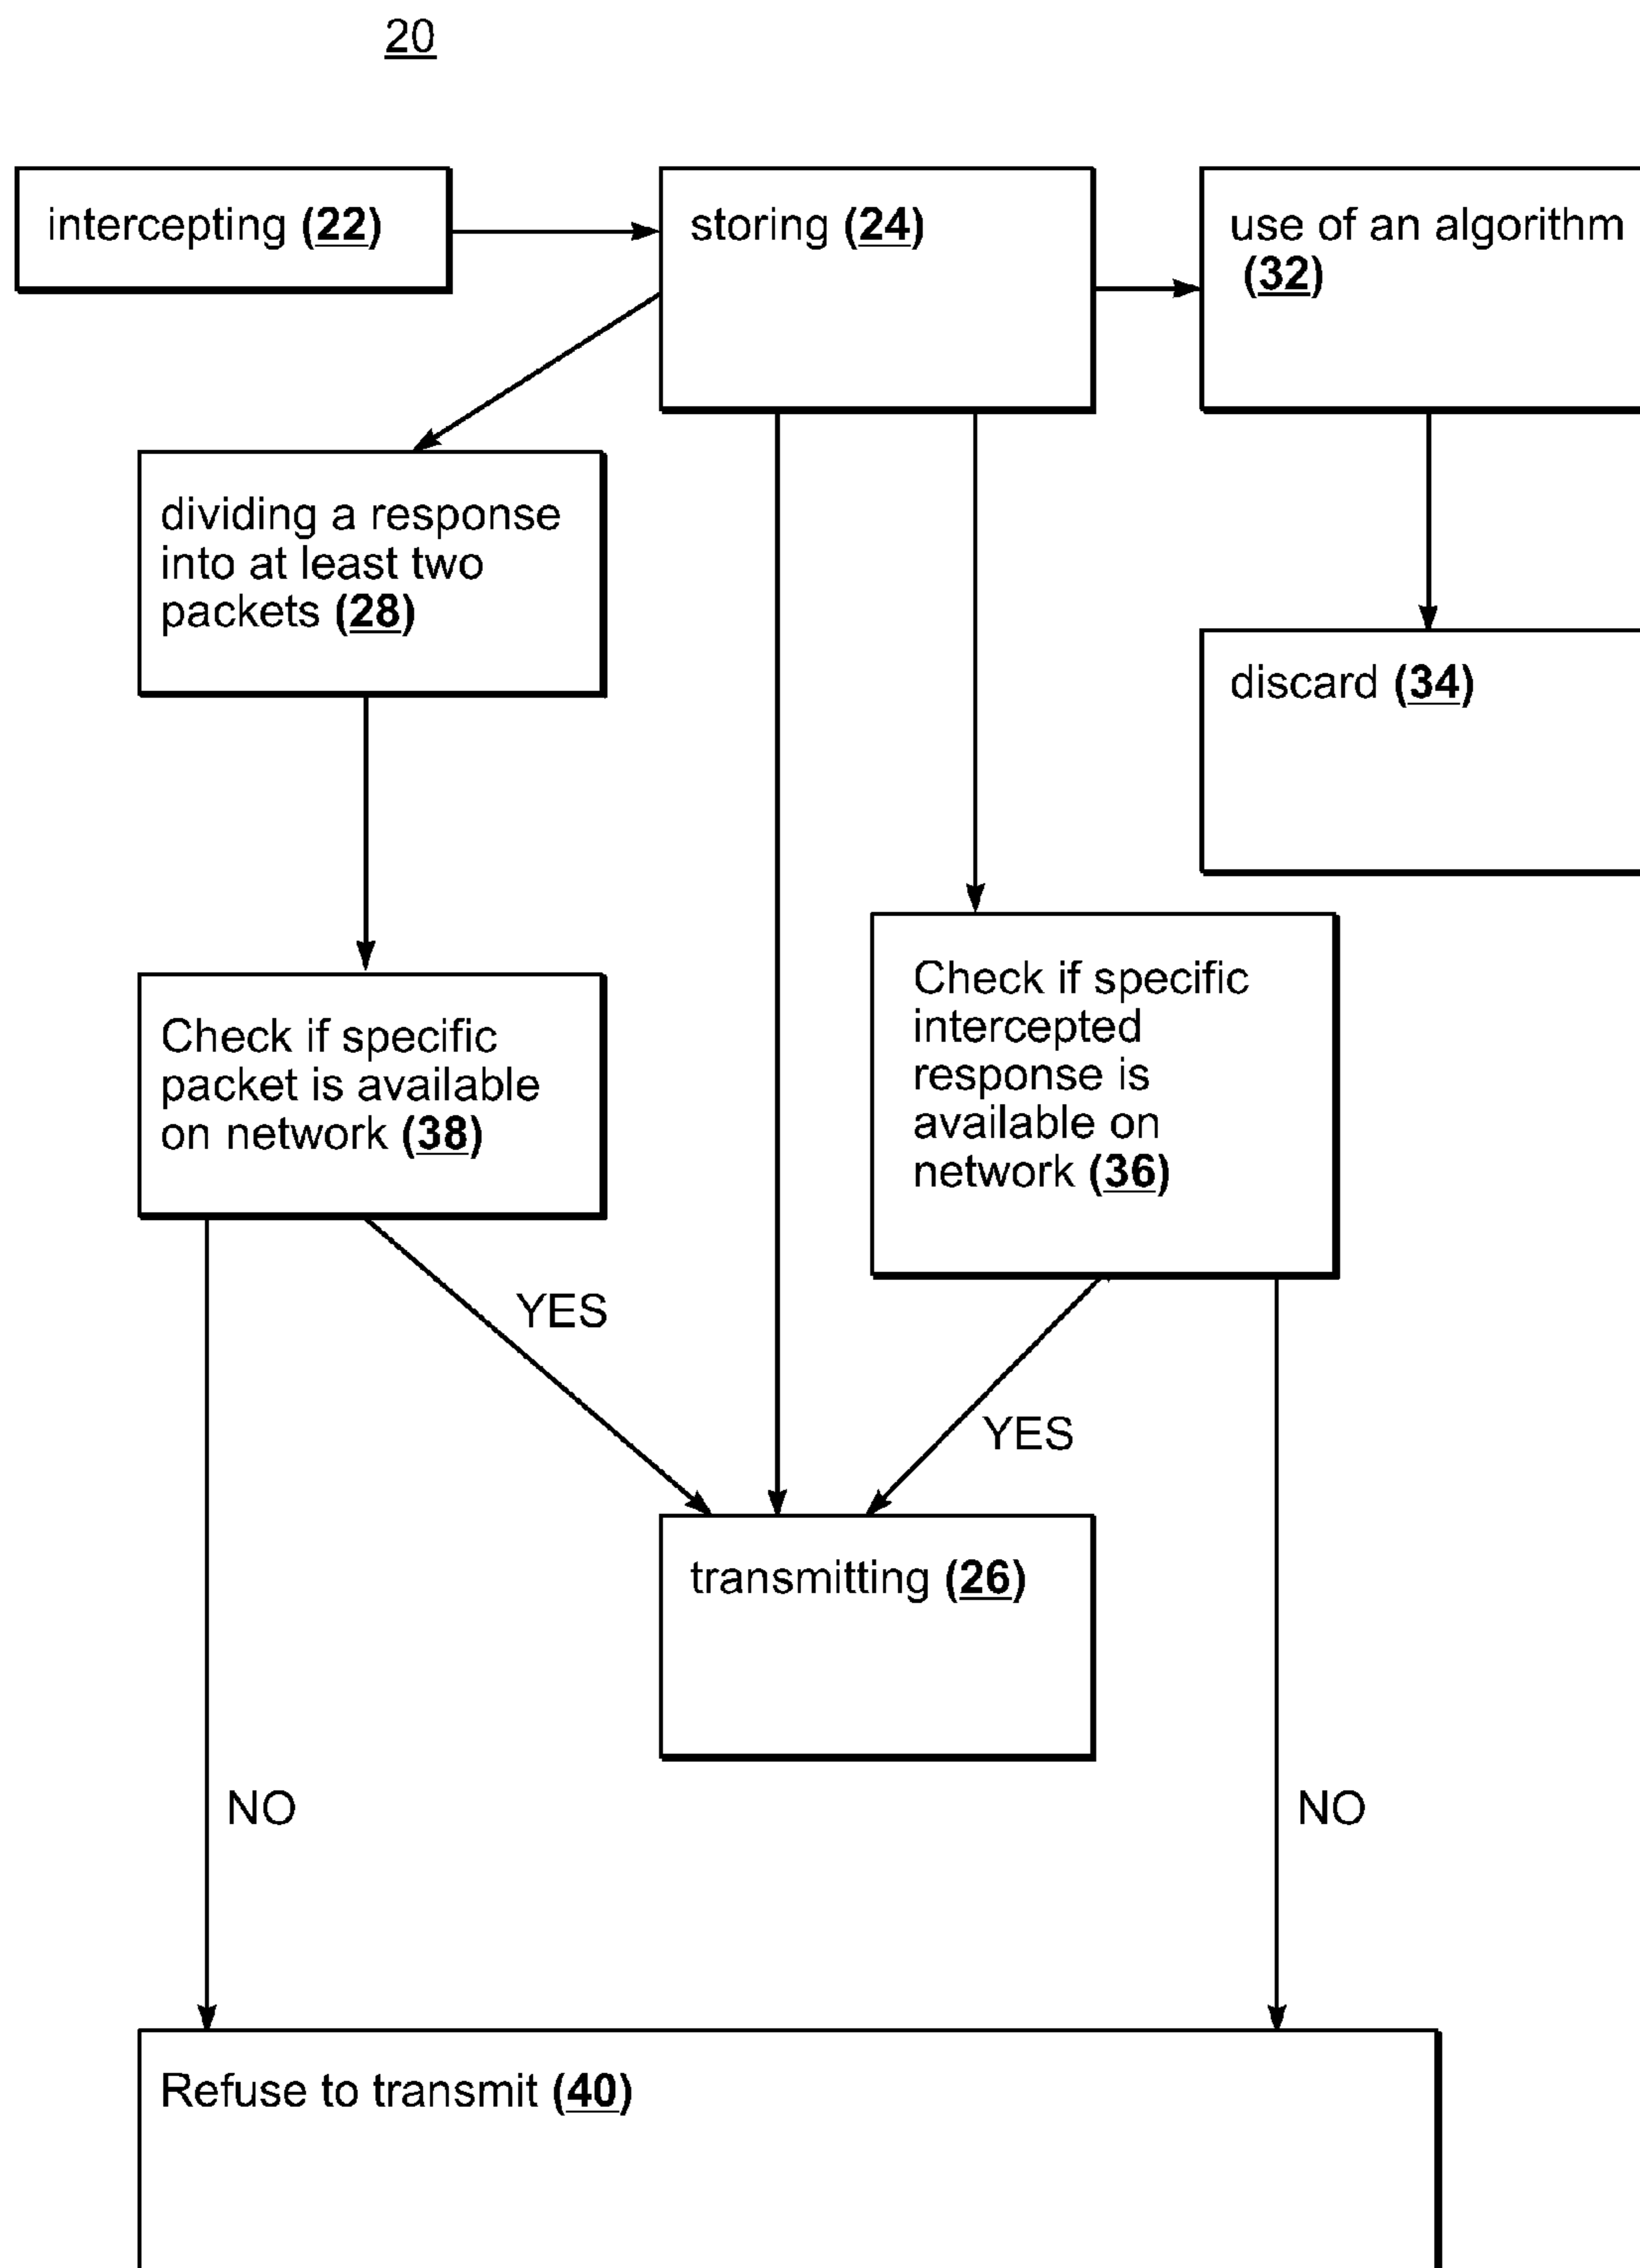 20
intercepting (22)
storing (24)
use of an algorithm
(32)
dividing a response
into at least two
packets (28)
discard (34)
Check if specific
packet is available
on network (38)
Check if specific
intercepted
response is
available on
network (36)
YES
YES
transmitting (26)
NO
NO
Refuse to transmit (40)